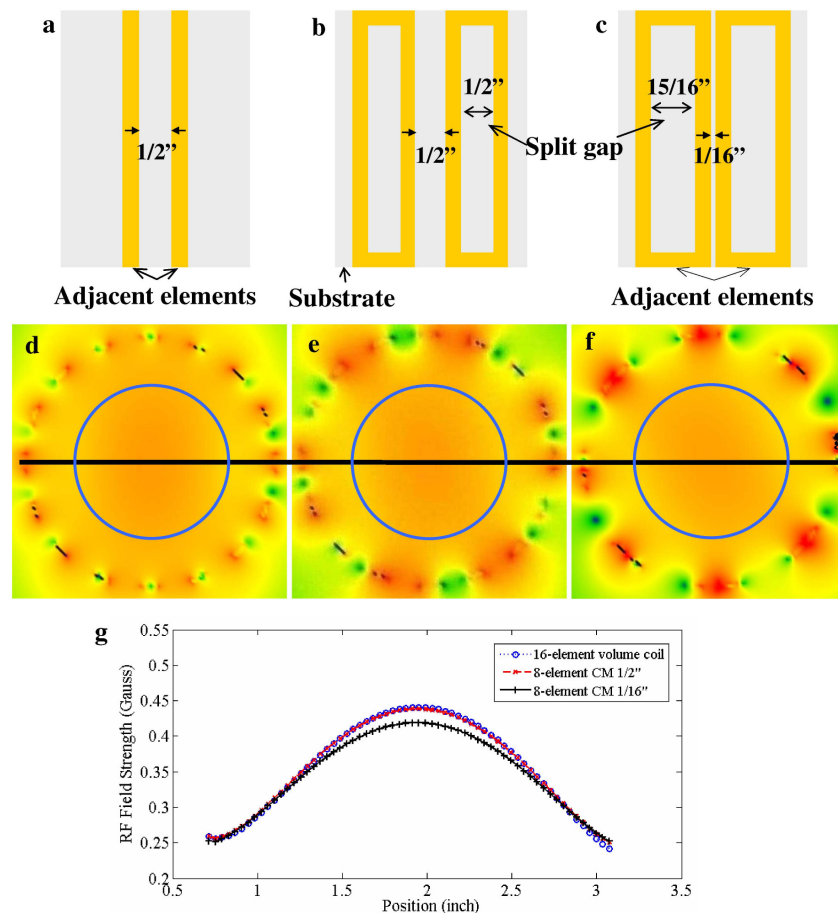 a
b
c
1/2”
1/2”
1/2”
Split gap
15/16”
1/16”
Adjacent elements
Substrate
Adjacent elements
d
e
f
g
0.55
0.5
0.45
0.4
0.35
0.3
0.25
0.2
RF Field Strength (Gauss)
16-element volume coil
8-element CM 1/2"
8-element CM 1/16"
0.5
1
1.5
2
2.5
3
3.5
Position (inch)